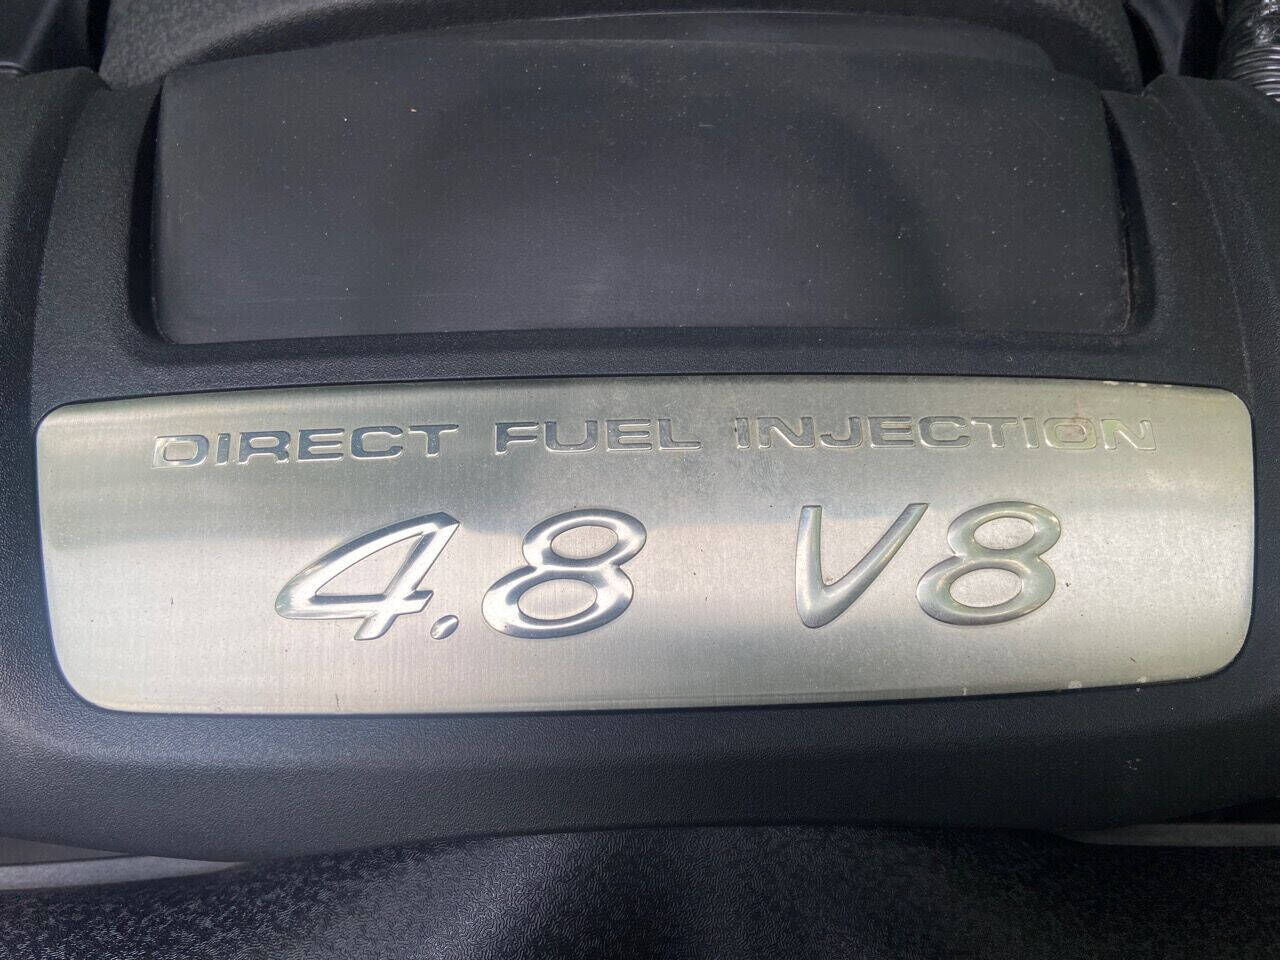 DIRECT FUEL INJECTION
4.8 V8